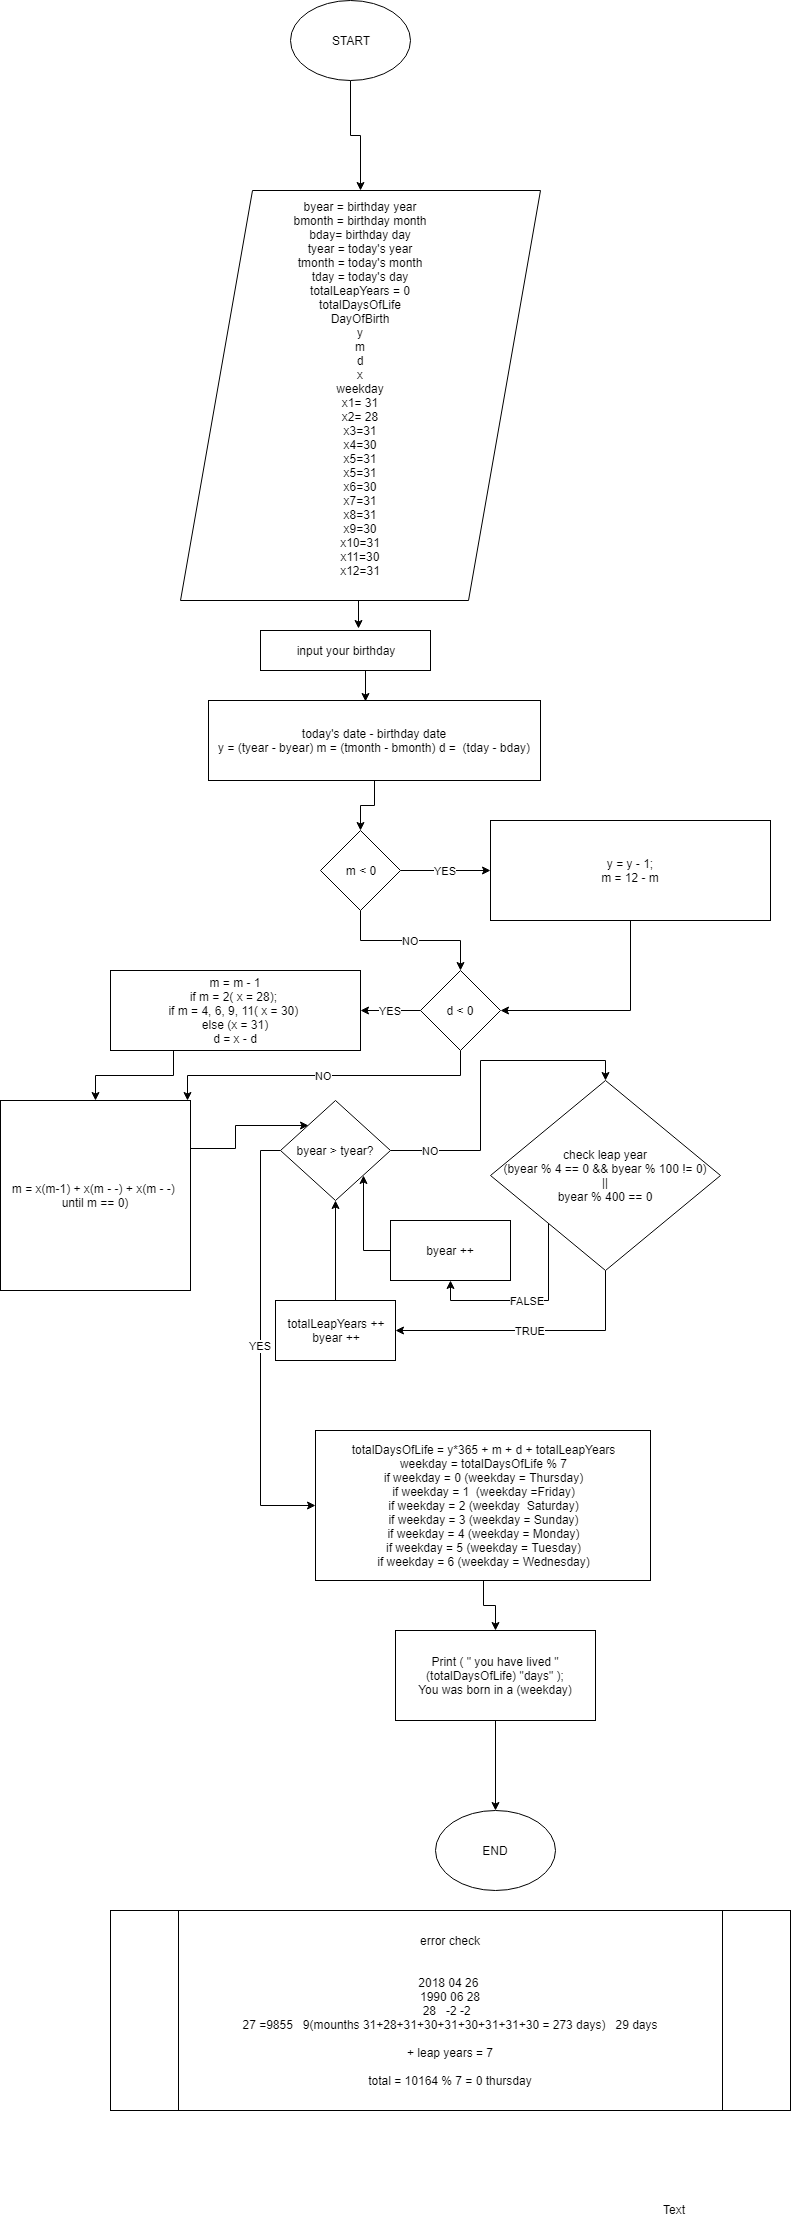 START
byear = birthday year
bmonth = birthday month
bday= birthday day
tyear = today's year
tmonth = today's month
tday = today's day
totalLeapYears = 0
totalDaysOfLife
DayOfBirth
y
m
d
x
weekday
x1= 31
x2= 28
x3=31
x4=30
x5=31
x5=31
x6=30
x7=31
x8=31
x9=30
x10=31
x11=30
x12=31
input your birthday
today's date - birthday date
y = (tyear - byear) m = (tmonth - bmonth) d = (tday - bday)
m < 0
YES
y = y - 1;
m = 12 - m
NO
m = m - 1
if m = 2( x = 28);
if m = 4, 6, 9, 11( x = 30)
else (x = 31)
d = x - d
YES
d < 0
NO
m = x(m-1) + x(m - -) + x(m - -)
until m == 0)
byear > tyear?
NO
check leap year
(byear % 4 == 0 && byear % 100 != 0)
||
byear % 400 == 0
byear ++
FALSE
totalLeapYears ++
byear ++
TRUE
YES
totalDaysOfLife = y*365 + m + d + totalLeapYears
weekday = totalDaysOfLife % 7
if weekday = 0 (weekday = Thursday)
if weekday = 1 (weekday =Friday)
if weekday = 2 (weekday Saturday)
if weekday = 3 (weekday = Sunday)
if weekday = 4 (weekday = Monday)
if weekday = 5 (weekday = Tuesday)
if weekday = 6 (weekday = Wednesday)
Print ( " you have lived "
(totalDaysOfLife) "days" );
You was born in a (weekday)
END
error check
2018 04 26
1990 06 28
28 -2 -2
27 =9855 9(mounths 31+28+31+30+31+30+31+31+30 = 273 days) 29 days
+ leap years = 7
total = 10164 % 7 = 0 thursday
Text